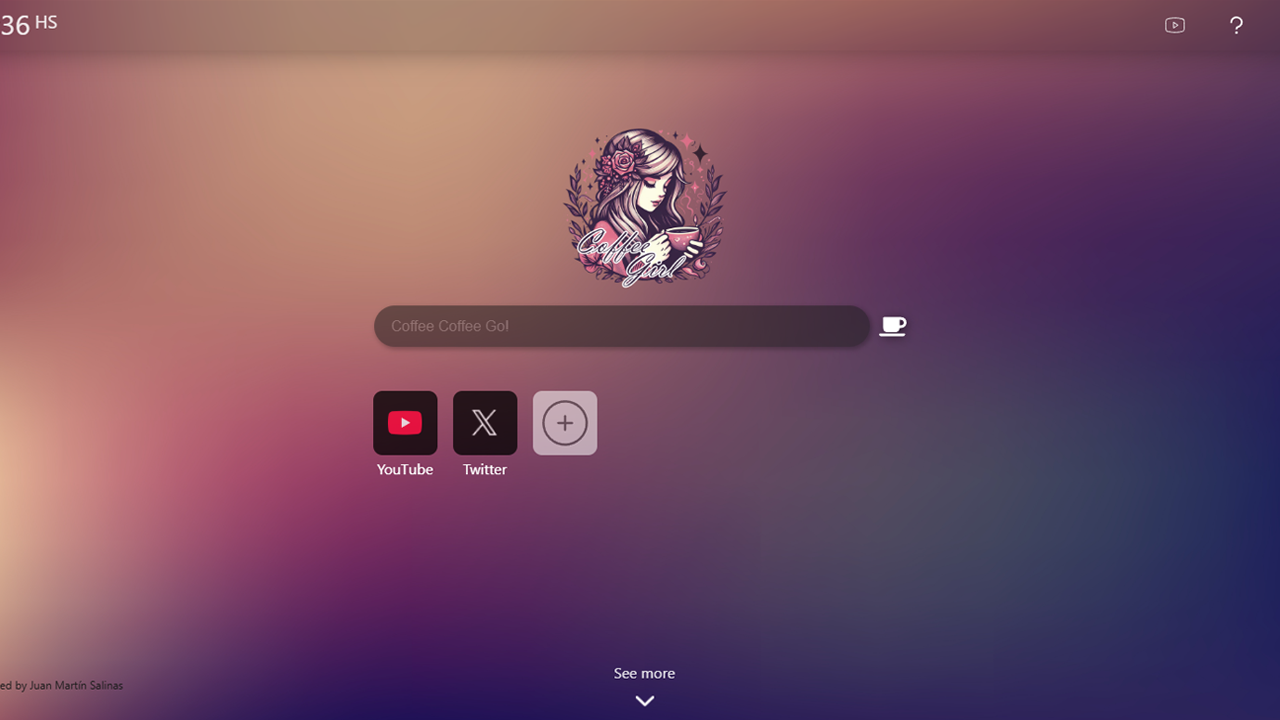 36 HS
?
Coffee
Girl
Coffee Coffee Go!
YouTube
Twitter
See more
ed by Juan Martín Salinas